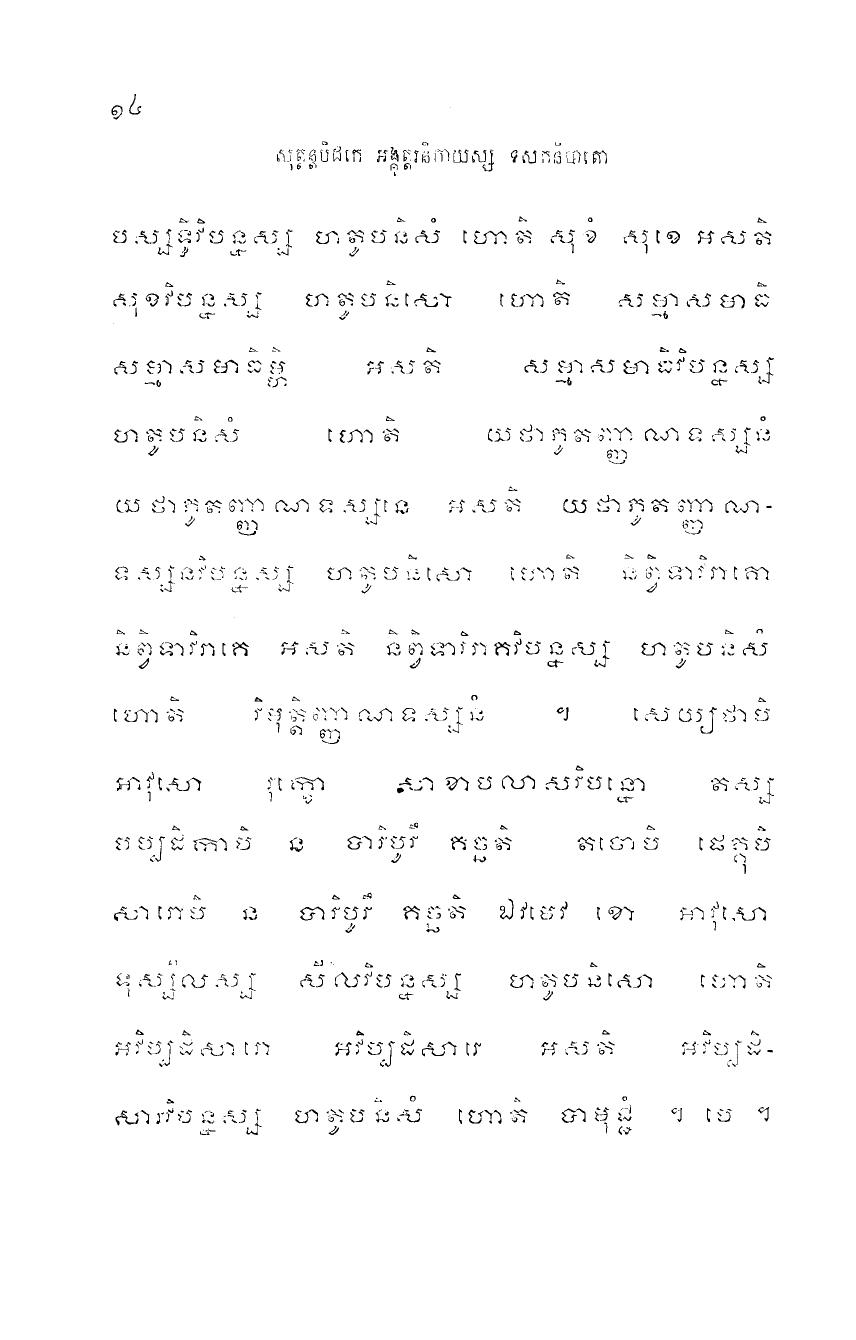 ១៤
សុត្តន្តបិដកេ អង្គុត្តរនិកាយស្ស ទសកនិបាតោ
បស្សទ្ធិវិបន្នស្ស ហតូបនិសំ ហោតិ សុខំ សុខេ អសតិ
សុខវិបន្នស្ស ហតូបនិសោ ហោតិ សម្មាសមាធិ
សម្មាសមាធិម្ហិ អសតិ សម្មាសមាធិវិបន្នស្ស
ហតូបនិសំ ហោតិ យថាភូតញ្ញាណទស្សនំ
យថាភូតញ្ញាណទស្សនេ អសតិ យថាភូតញ្ញាណ-
ទស្សនវិបន្នស្ស ហតូបនិសោ ហោតិ និព្វិទាវិរាគោ
និព្វិទាវិរាគេ អសតិ និព្វិទាវិរាគវិបន្នស្ស ហតូបនិសំ
ហោតិ វិមុត្តិញ្ញាណទស្សនំ ។ សេយ្យថាបិ
អាវុសោ រុក្ខោ សាខាបលាសវិបន្នោ តស្ស
បប្បដិកាបិ ន បារិបូរឹ គច្ឆតិ តចោបិ ផេគ្គុបិ
សារោបិ ន បារិបូរឹ គច្ឆតិ ឯវមេវ ខោ អាវុសោ
ទុស្សីលស្ស សីលវិបន្នស្ស ហតូបនិសោ ហោតិ
អវិប្បដិសារោ អវិប្បដិសារេ អសតិ អវិប្បដិ-
សារវិបន្នស្ស ហតូបនិសំ ហោតិ បាមុជ្ជំ ។ បេ ។